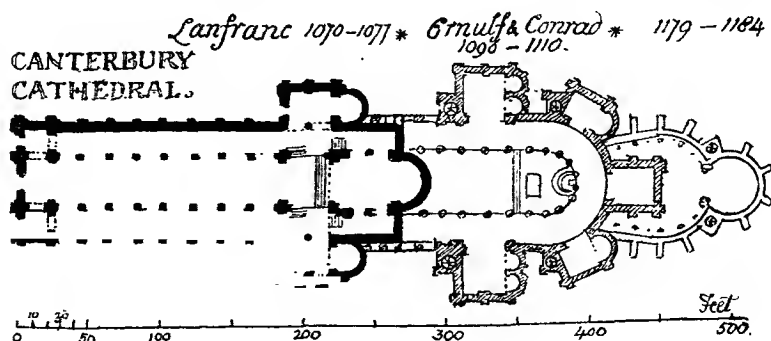 Lanfranc 1070-1077 * Ernulf & Conrad * 1179-1184
1096-1110.
CANTERBURY
CATHEDRAL.
Feet
10 20
0 50 100 200 300 400 500.